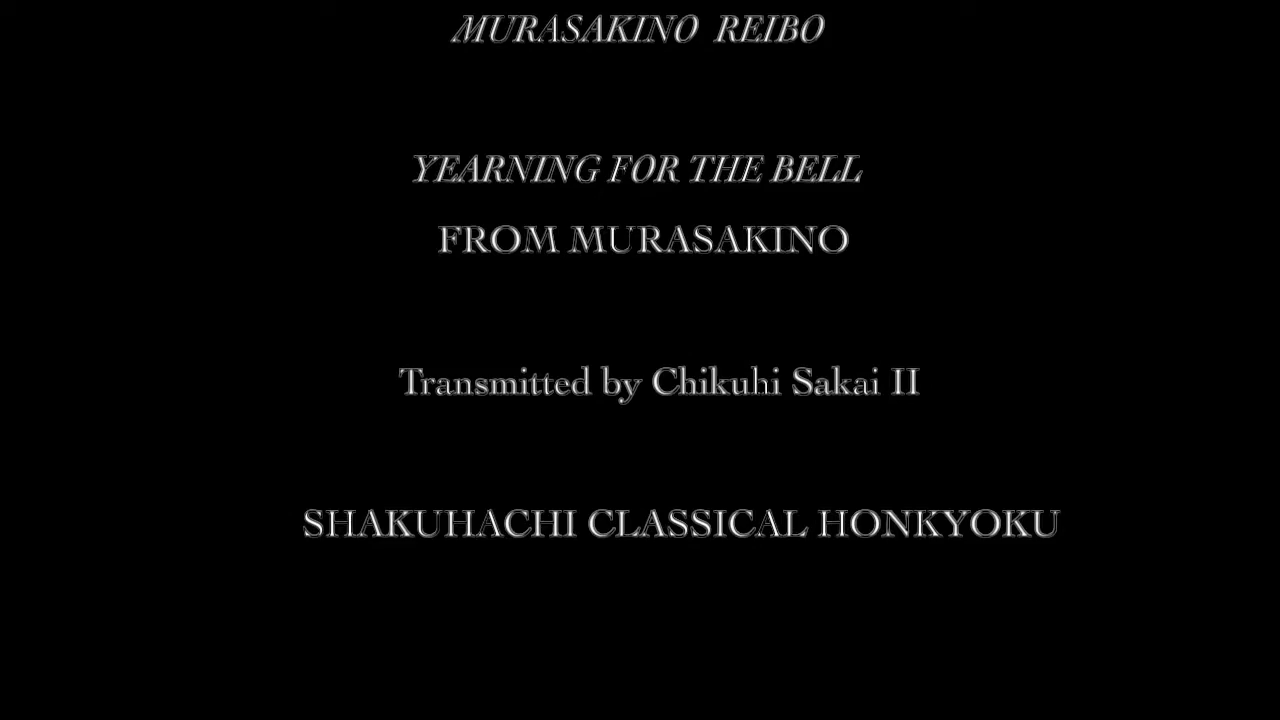 MURASAKINO REIBO
YEARNING FOR THE BELL
FROM MURASAKINO
Transmitted by Chikuhi Sakai II
SHAKUHACHI CLASSICAL HONKYOKU